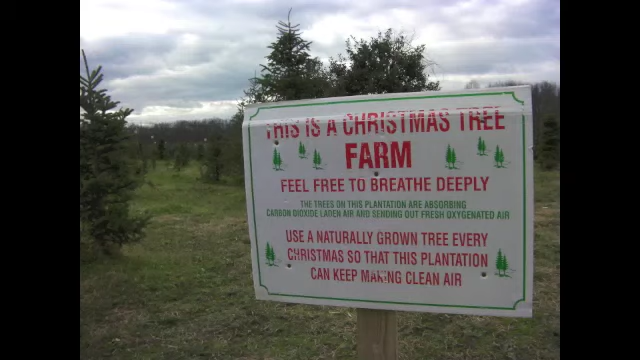 THIS IS A CHRISTMAS TREE
FARM
FEEL FREE TO BREATHE DEEPLY
THE TREES ON THIS PLANTATION ARE ABSORBING
CARBON DIOXIDE LADEN AIR AND SENDING OUT FRESH OXYGENATED AIR
USE A NATURALLY GROWN TREE EVERY
CHRISTMAS SO THAT THIS PLANTATION
CAN KEEP MAKING CLEAN AIR